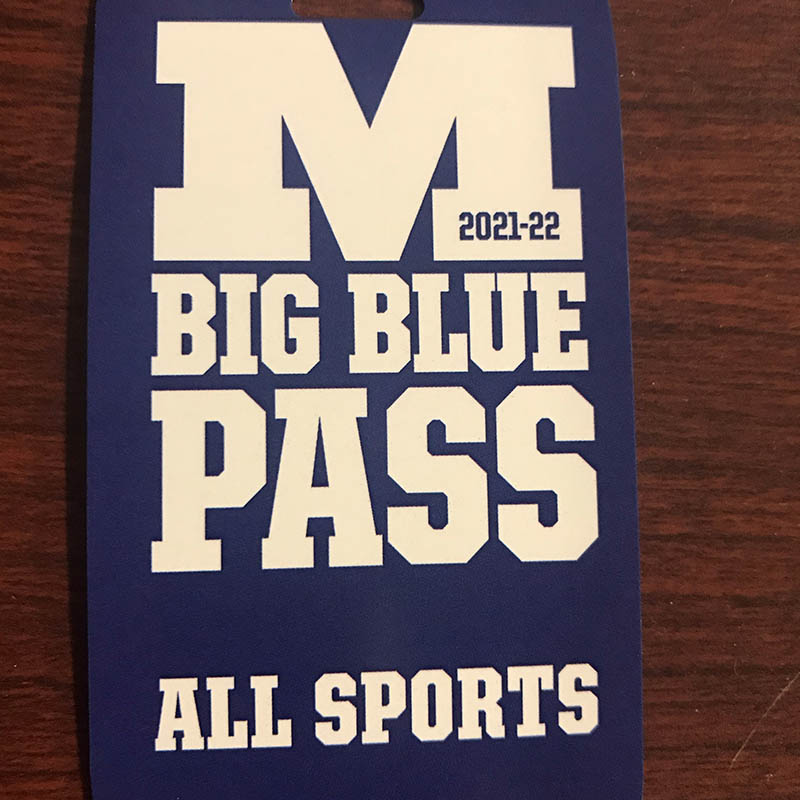 M
2021-22
BIG BLUE
PASS
ALL SPORTS